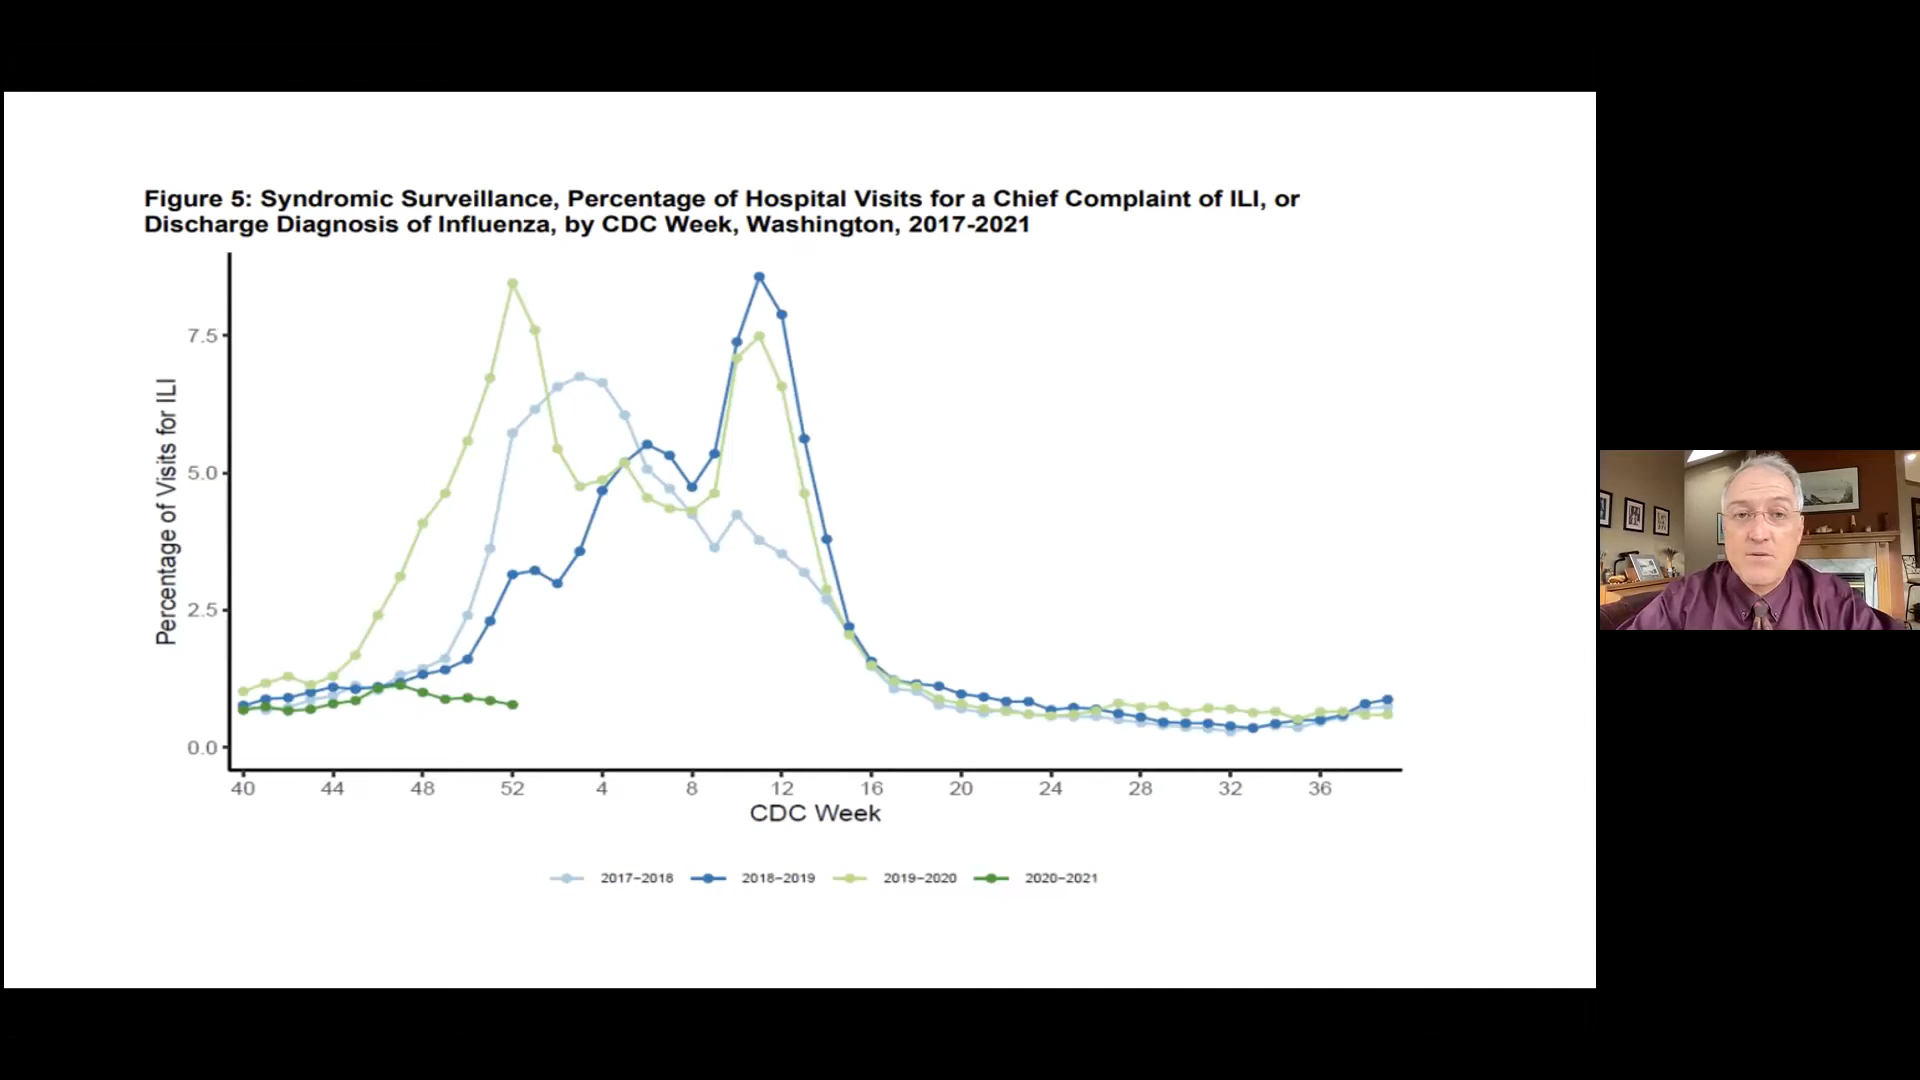 Figure 5: Syndromic Surveillance, Percentage of Hospital Visits for a Chief Complaint of ILI, or
Discharge Diagnosis of Influenza, by CDC Week, Washington, 2017-2021
Percentage of Visits for ILI
7.5
5.0
2.5
0.0
40 44 48 52 4 8 12 16 20 24 28 32 36
CDC Week
2017−2018 2018−2019 2019−2020 2020−2021